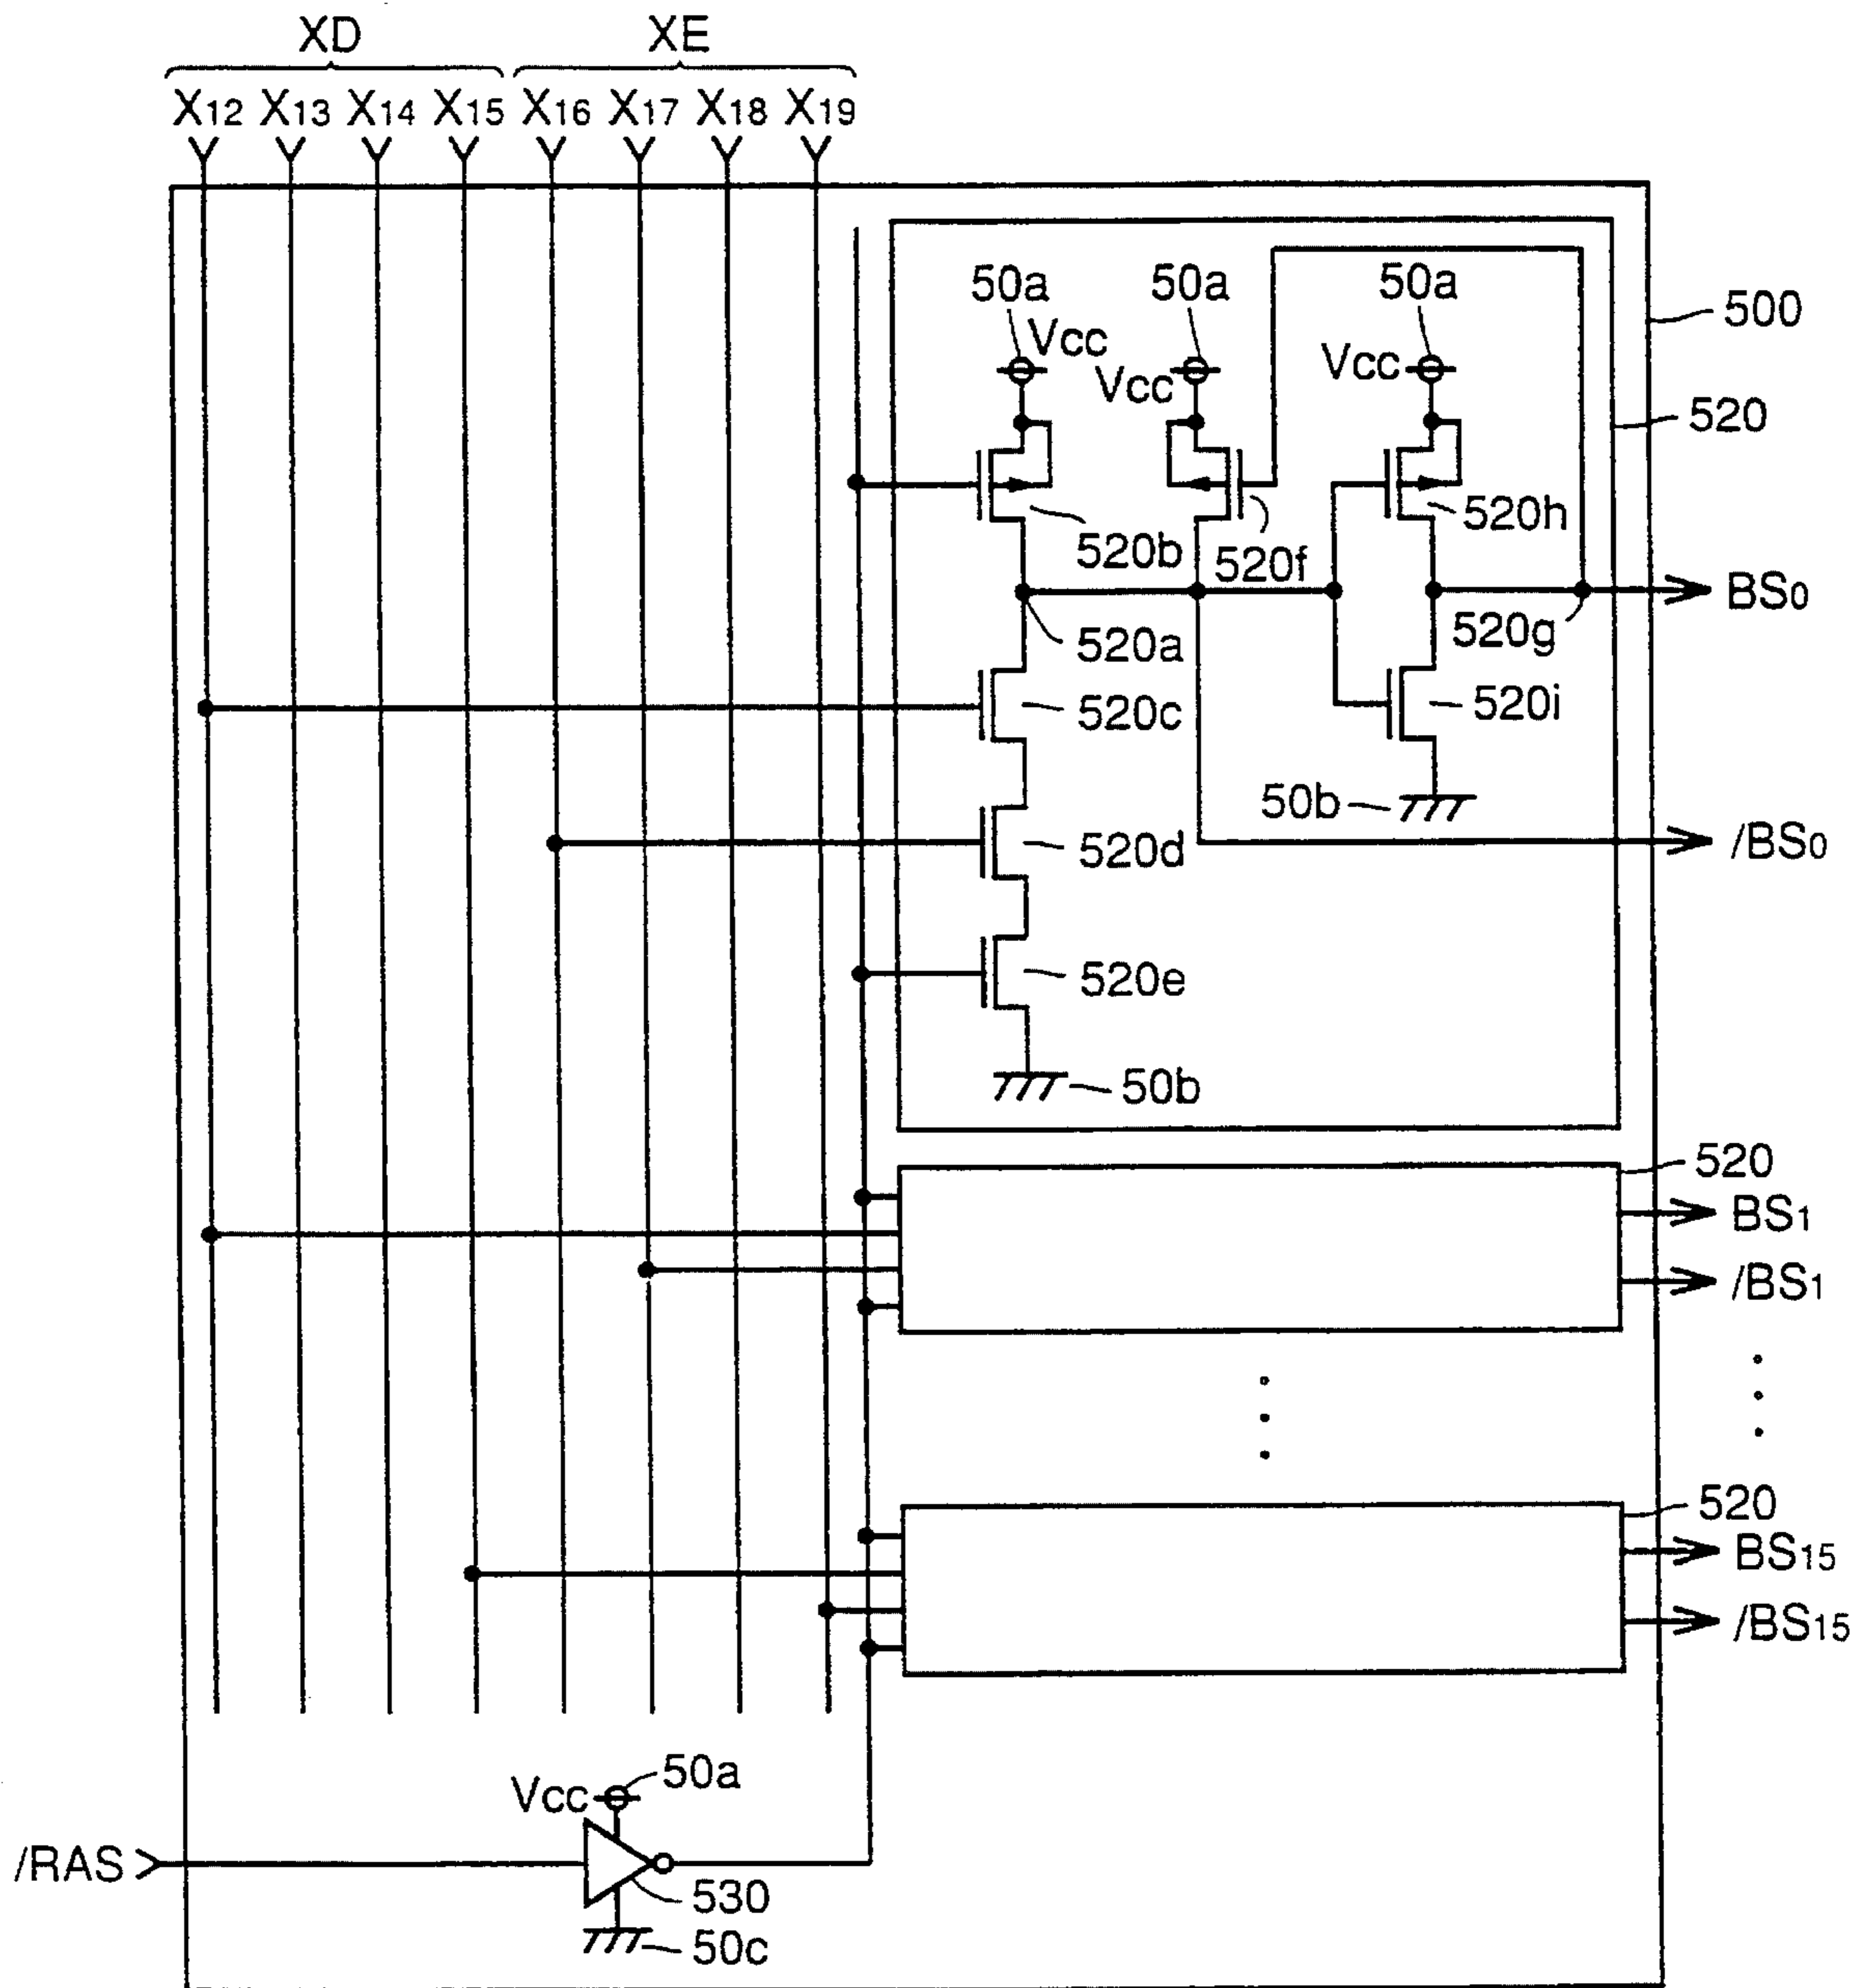 XD XE
X12 X13 X14 X15 X16 X17 X18 X19
50a 50a 50a
500
Vcc Vcc Vcc
520
520b 520f 520h
BS0
520a 520g
520c 520i
50b
520d /BS0
520e
50b
520
BS1
/BS1
520
BS15
/BS15
Vcc 50a
/RAS
530
50c